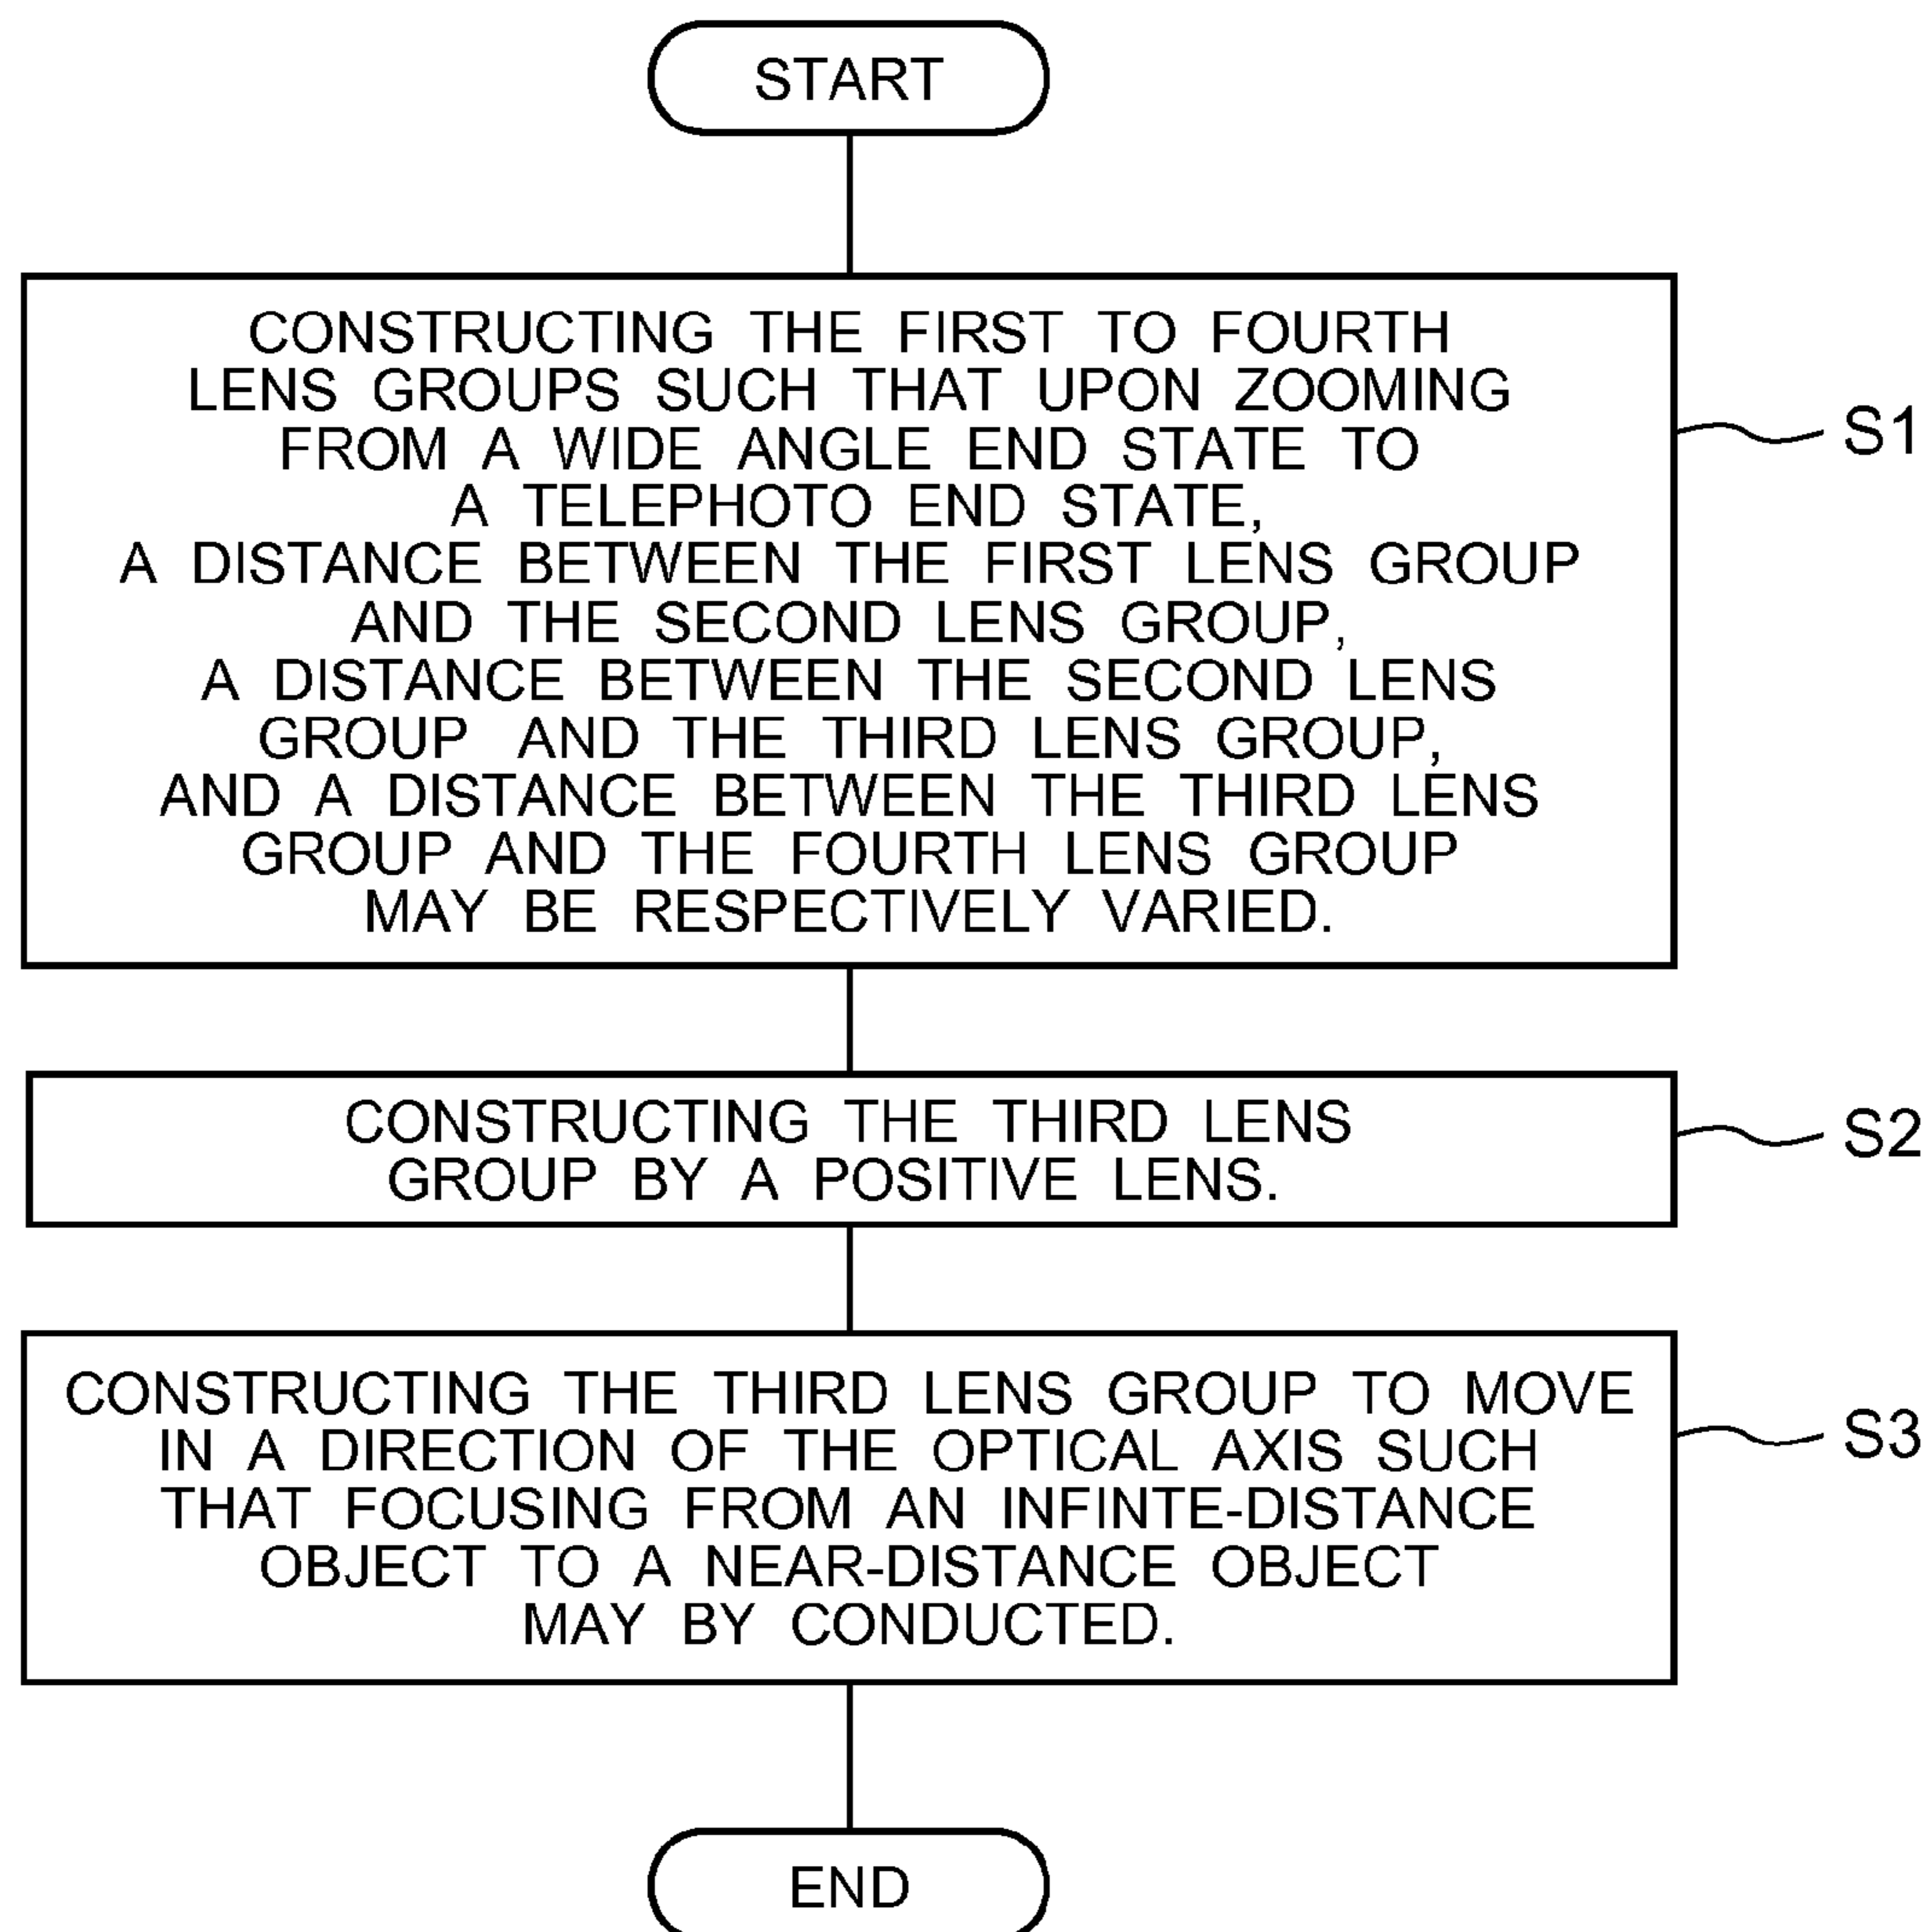 START
CONSTRUCTING THE FIRST TO FOURTH
LENS GROUPS SUCH THAT UPON ZOOMING
FROM A WIDE ANGLE END STATE TO
A TELEPHOTO END STATE,
A DISTANCE BETWEEN THE FIRST LENS GROUP
AND THE SECOND LENS GROUP,
A DISTANCE BETWEEN THE SECOND LENS
GROUP AND THE THIRD LENS GROUP,
AND A DISTANCE BETWEEN THE THIRD LENS
GROUP AND THE FOURTH LENS GROUP
MAY BE RESPECTIVELY VARIED.
S1
CONSTRUCTING THE THIRD LENS
GROUP BY A POSITIVE LENS.
S2
CONSTRUCTING THE THIRD LENS GROUP TO MOVE
IN A DIRECTION OF THE OPTICAL AXIS SUCH
THAT FOCUSING FROM AN INFINTE-DISTANCE
OBJECT TO A NEAR-DISTANCE OBJECT
MAY BY CONDUCTED.
S3
END